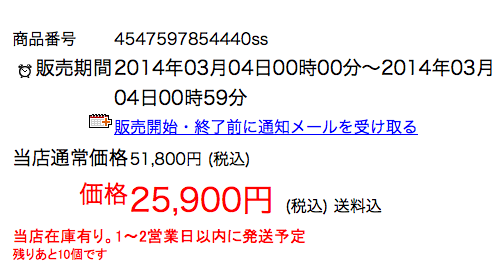 商品番号 4547597854440ss
販売期間 2014年03月04日00時00分～2014年03月
04日00時59分
販売開始・終了前に通知メールを受け取る
当店通常価格 51,800円 (税込)
価格 25,900円 (税込) 送料込
当店在庫有り。1～2営業日以内に発送予定
残りあと10個です